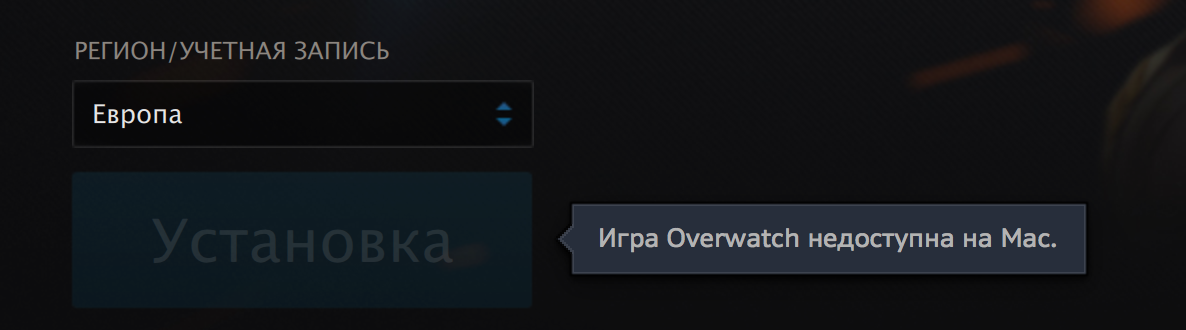 РЕГИОН/УЧЕТНАЯ ЗАПИСЬ
Европа
Установка
Игра Overwatch недоступна на Mac.